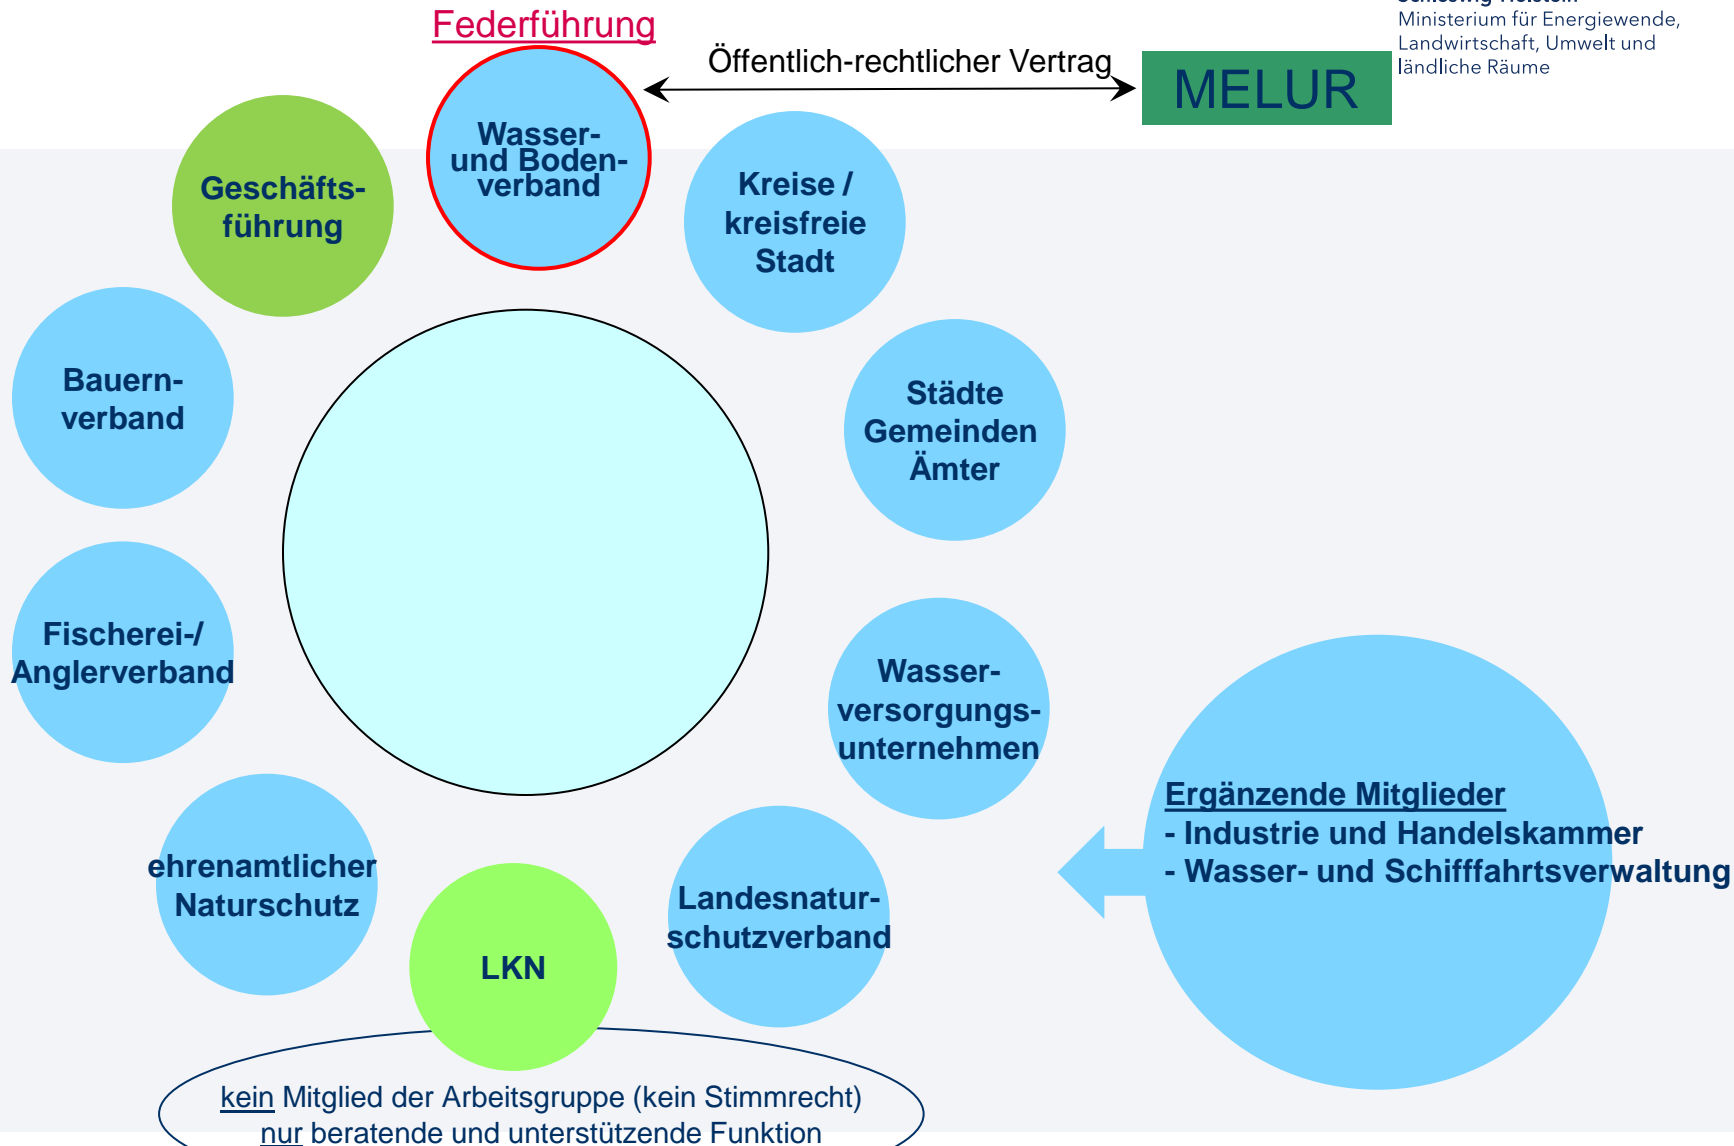 Schleswig-Holstein
Ministerium für Energiewende,
Landwirtschaft, Umwelt und
ländliche Räume
Federführung
Öffentlich-rechtlicher Vertrag
MELUR
Wasser-
und Boden-
verband
Geschäfts-
führung
Kreise /
kreisfreie
Stadt
Bauern-
verband
Städte
Gemeinden
Ämter
Fischerei-/
Anglerverband
Wasser-
versorgungs-
unternehmen
Ergänzende Mitglieder
- Industrie und Handelskammer
- Wasser- und Schifffahrtsverwaltung
ehrenamtlicher
Naturschutz
Landesnatur-
schutzverband
LKN
kein Mitglied der Arbeitsgruppe (kein Stimmrecht)
nur beratende und unterstützende Funktion